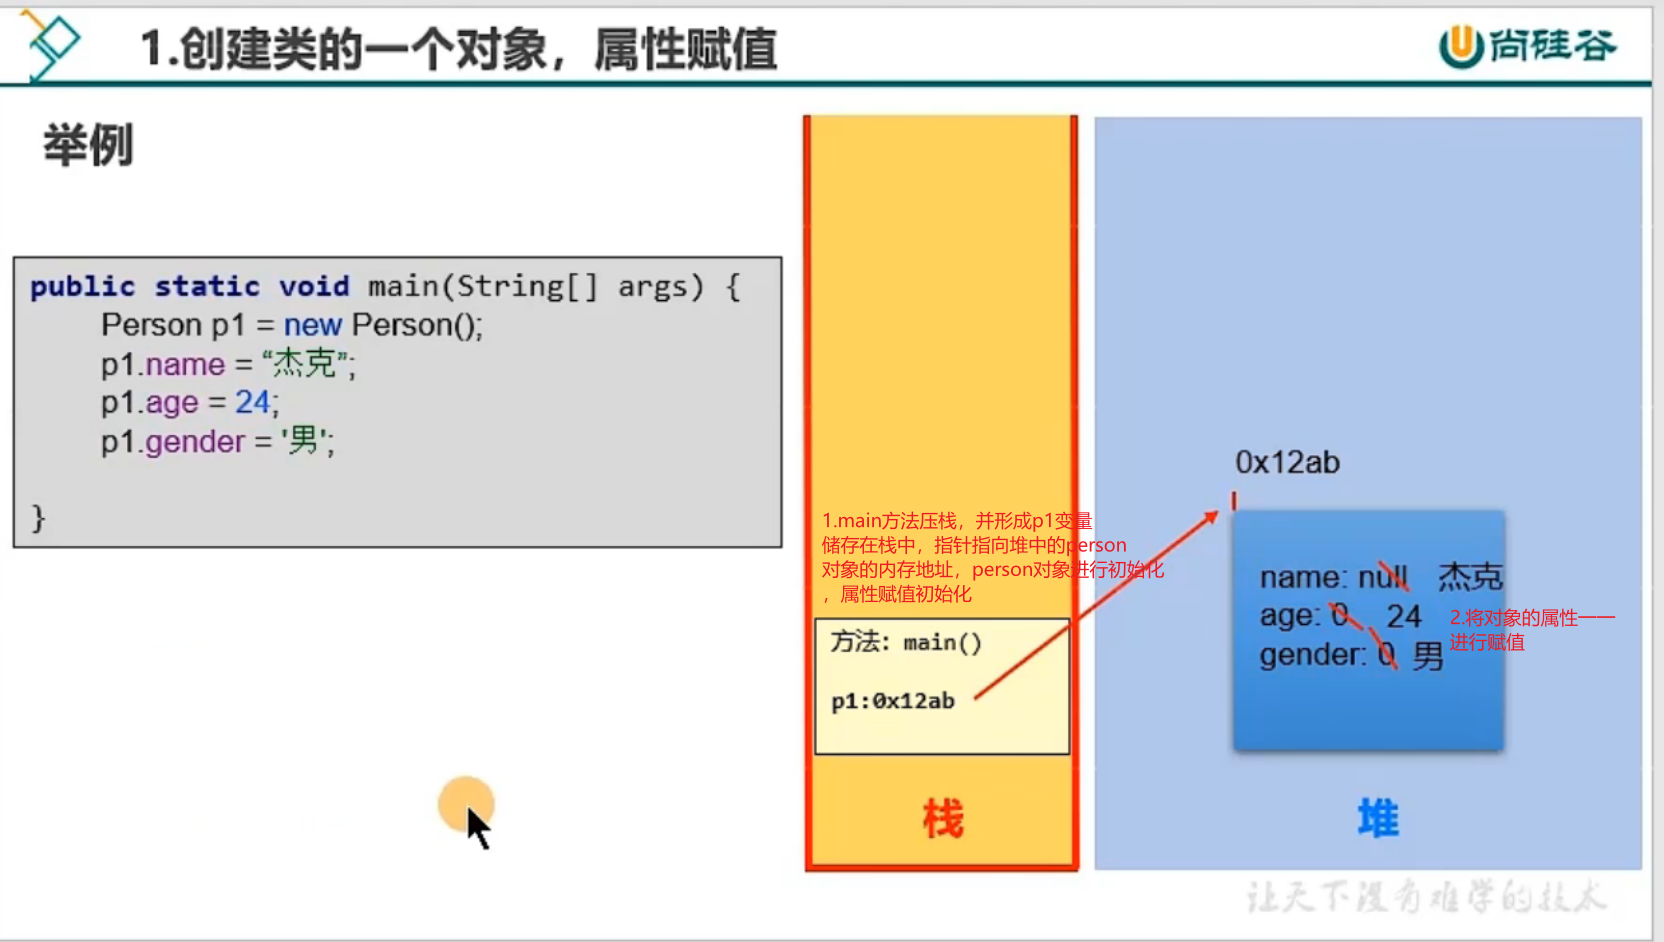 1.创建类的一个对象，属性赋值
尚硅谷
举例
public static void main(String[] args) {
Person p1 = new Person();
p1.name = “杰克”;
p1.age = 24;
p1.gender = '男';
}
1.main方法压栈，并形成p1变量
储存在栈中，指针指向堆中的person
对象的内存地址，person对象进行初始化
，属性赋值初始化
方法：main()
p1:0x12ab
栈
0x12ab
name: null 杰克
age: 0 24
gender: 0 男
2.将对象的属性一一
进行赋值
堆
让天下没有难学的技术